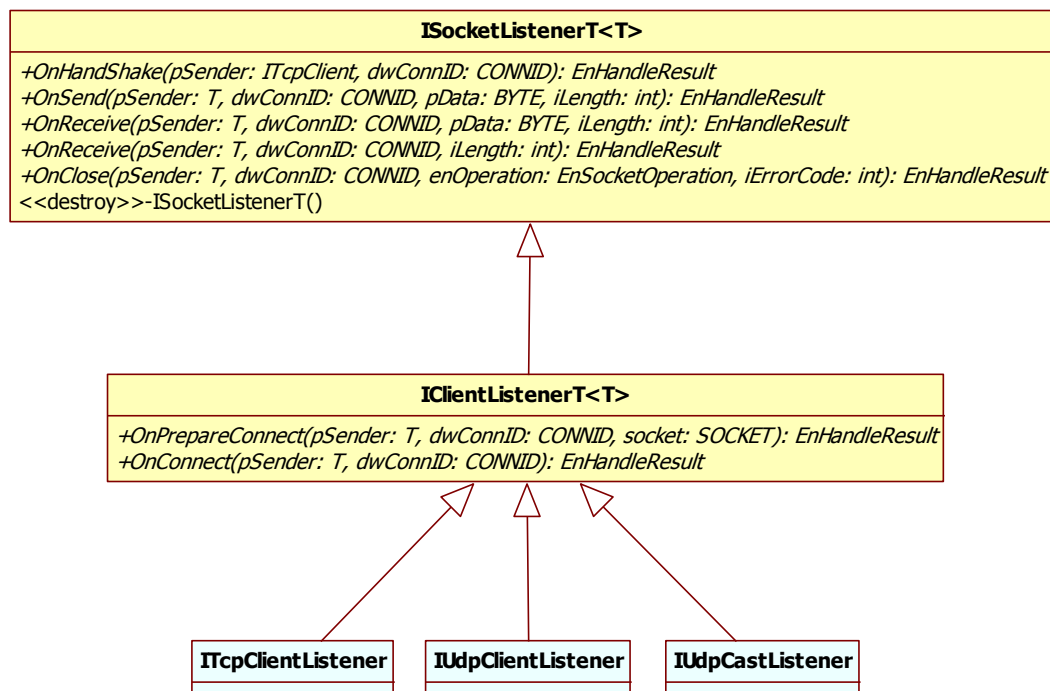 ISocketListenerT<T>
+OnHandShake(pSender: ITcpClient, dwConnID: CONNID): EnHandleResult
+OnSend(pSender: T, dwConnID: CONNID, pData: BYTE, iLength: int): EnHandleResult
+OnReceive(pSender: T, dwConnID: CONNID, pData: BYTE, iLength: int): EnHandleResult
+OnReceive(pSender: T, dwConnID: CONNID, iLength: int): EnHandleResult
+OnClose(pSender: T, dwConnID: CONNID, enOperation: EnSocketOperation, iErrorCode: int): EnHandleResult
<<destroy>>-ISocketListenerT()
IClientListenerT<T>
+OnPrepareConnect(pSender: T, dwConnID: CONNID, socket: SOCKET): EnHandleResult
+OnConnect(pSender: T, dwConnID: CONNID): EnHandleResult
ITcpClientListener
IUdpClientListener
IUdpCastListener